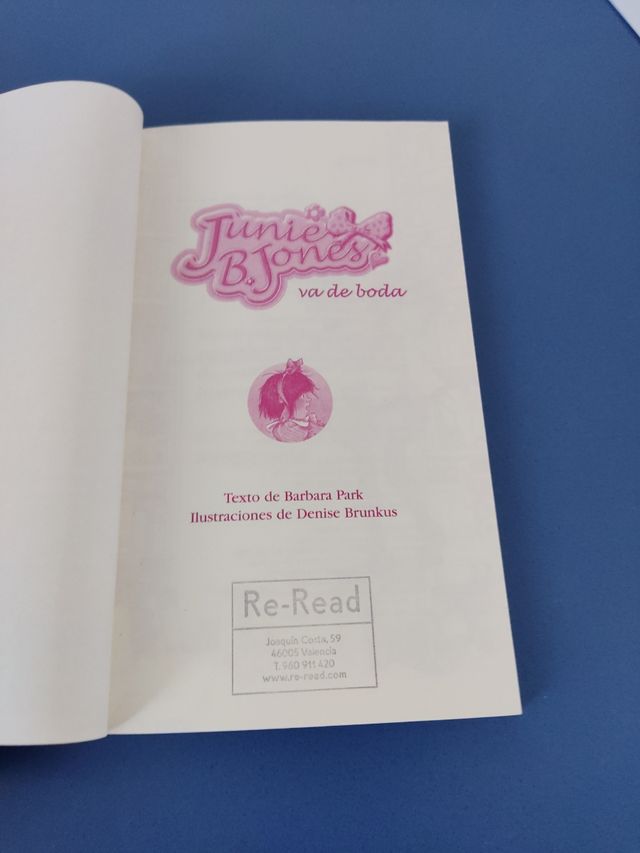 Junie
B. Jones
va de boda
Texto de Barbara Park
Ilustraciones de Denise Brunkus
Re-Read
Joaquín Costa, 59
46005 Valencia
T. 960 911 420
www.re-read.com